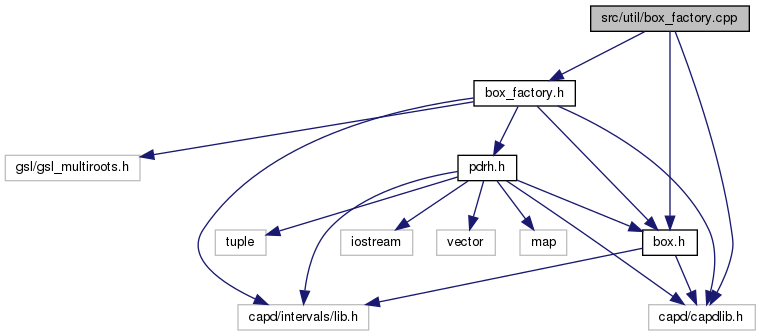 src/util/box_factory.cpp
box_factory.h
gsl/gsl_multiroots.h
pdrh.h
tuple
iostream
vector
map
box.h
capd/intervals/lib.h
capd/capdlib.h